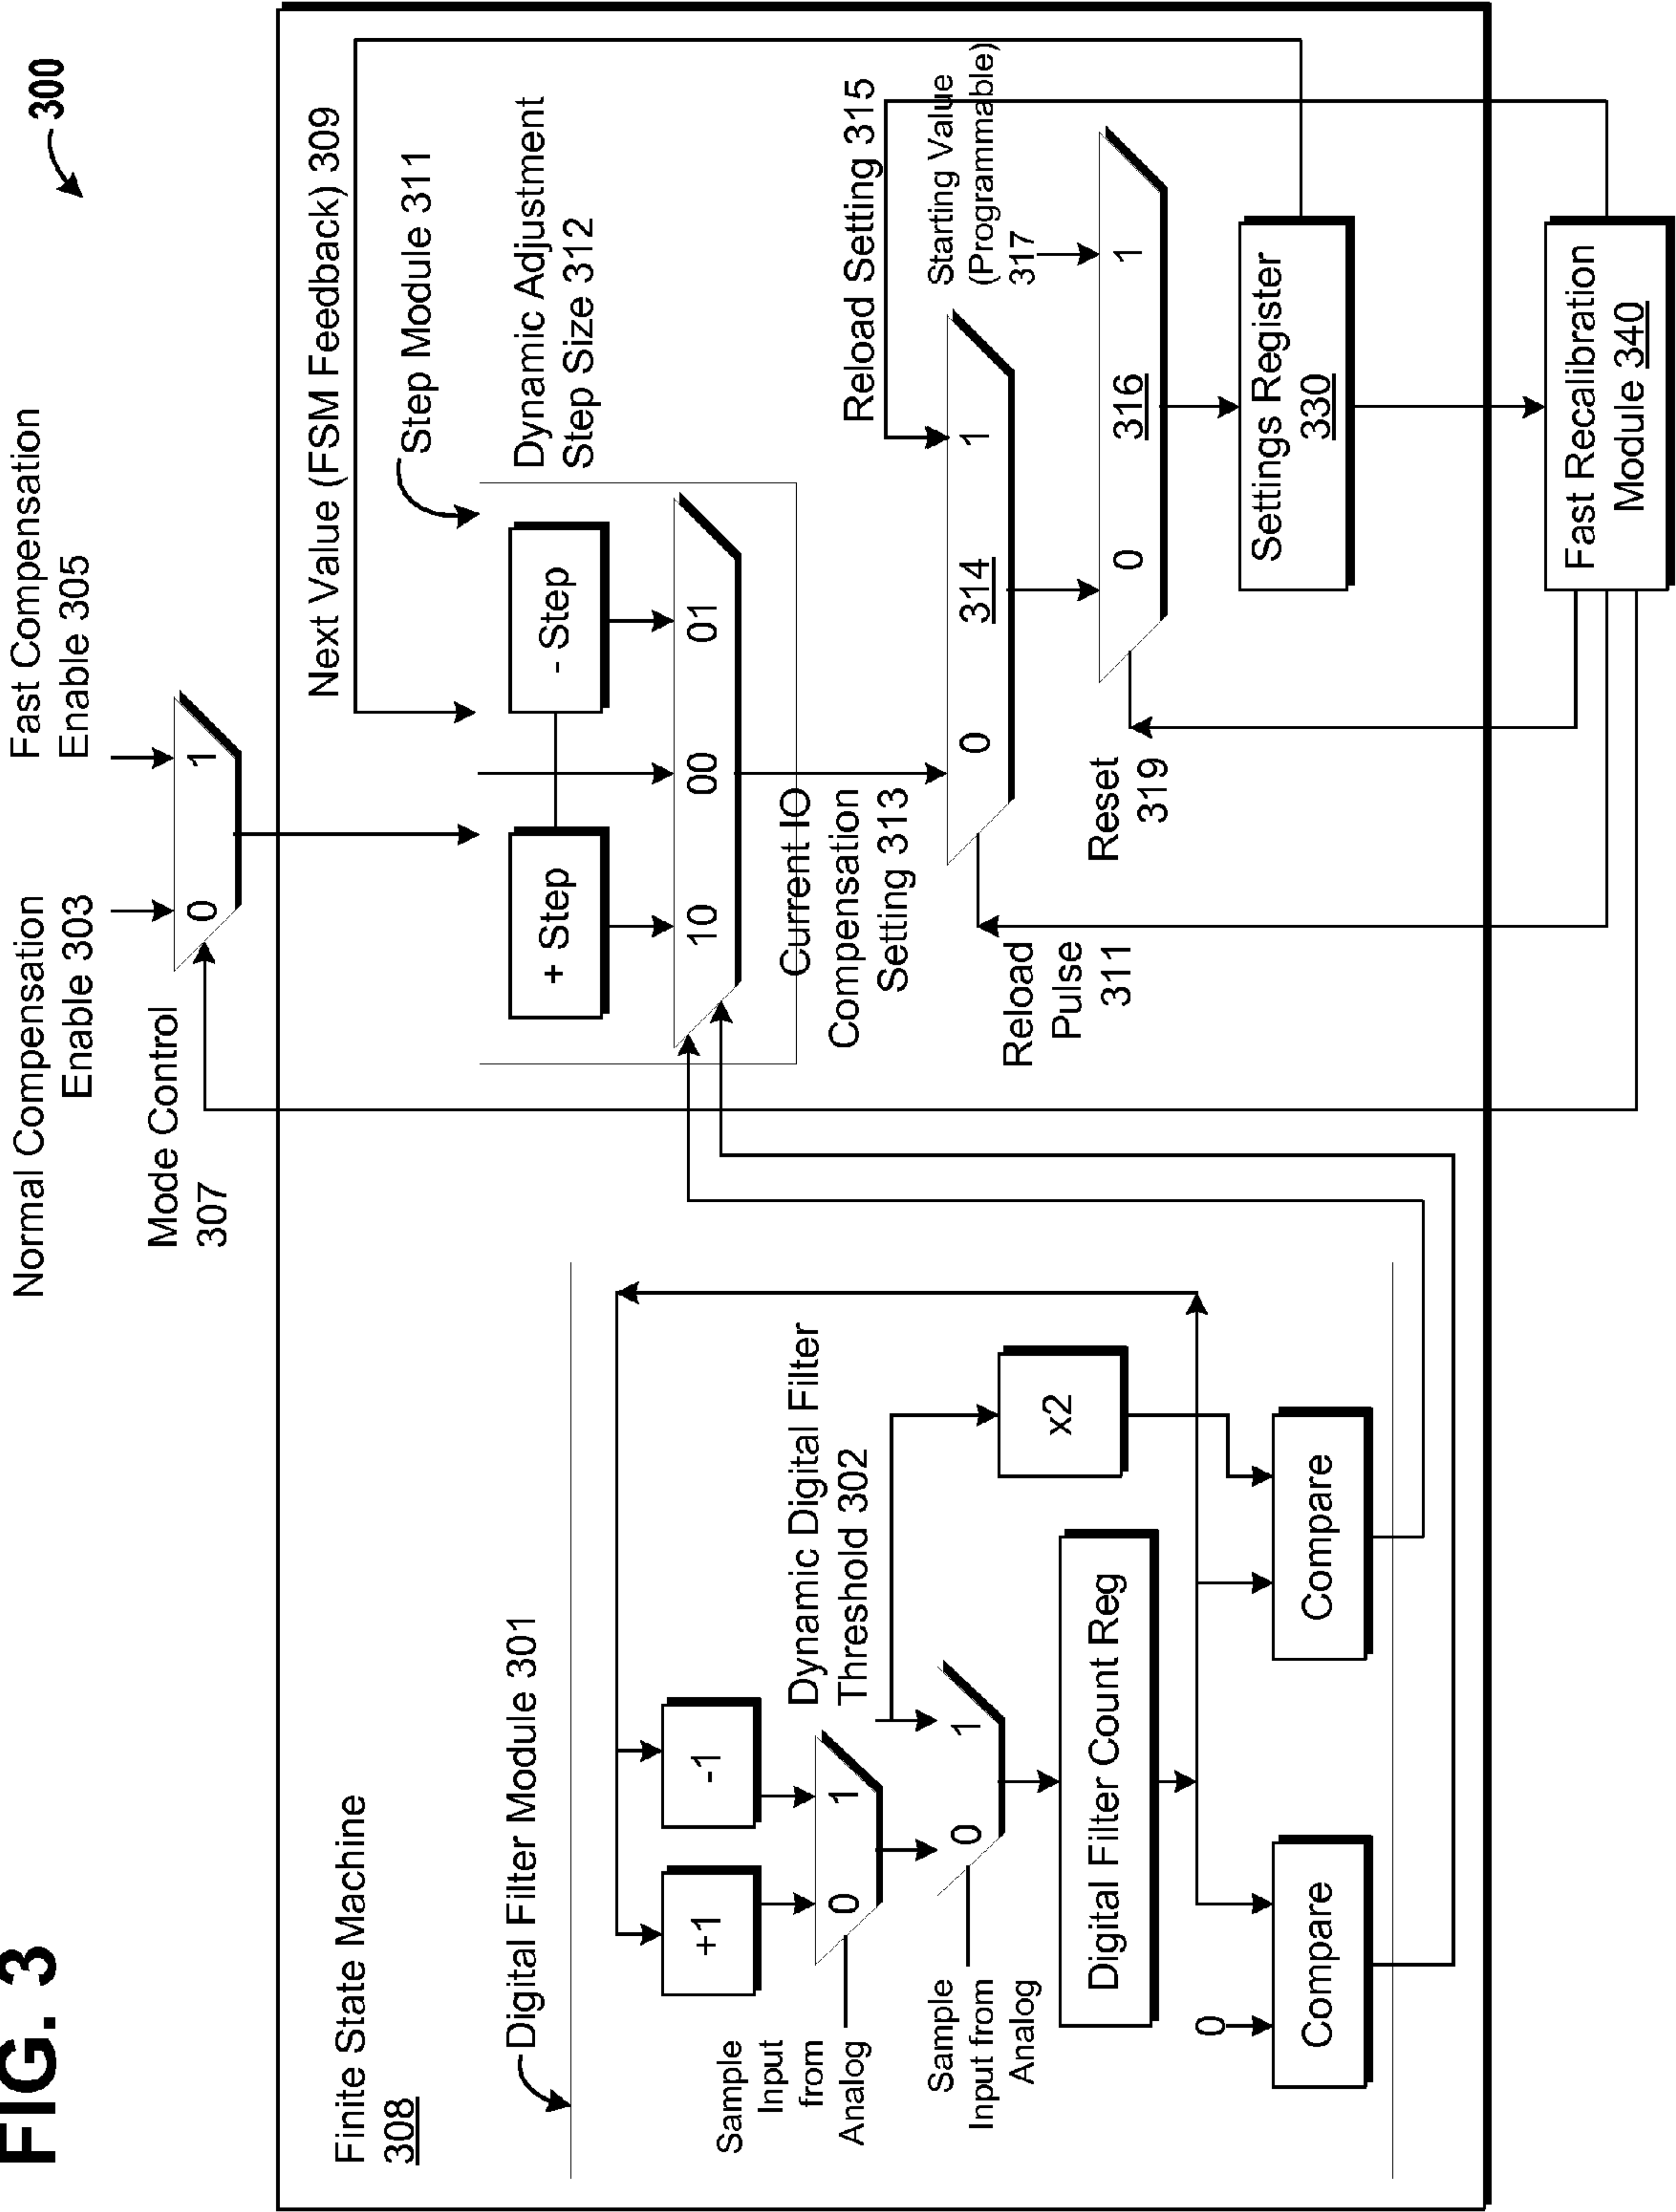 FIG. 3
300
Normal Compensation
Enable 303
Fast Compensation
Enable 305
Mode Control
307
0
1
Finite State Machine
308
Digital Filter Module 301
Next Value (FSM Feedback) 309
Step Module 311
Dynamic Adjustment
Step Size 312
+ Step
- Step
10
00
01
+1
-1
Sample
Input
from
Analog
0
1
Dynamic Digital Filter
Threshold 302
Sample
Input from
Analog
0
1
x2
Digital Filter Count Reg
0
Compare
Compare
Current IO
Compensation
Setting 313
Reload Setting 315
0
314
1
Reload
Pulse
311
Starting Value
(Programmable)
317
0
316
1
Reset
319
Settings Register
330
Fast Recalibration
Module 340